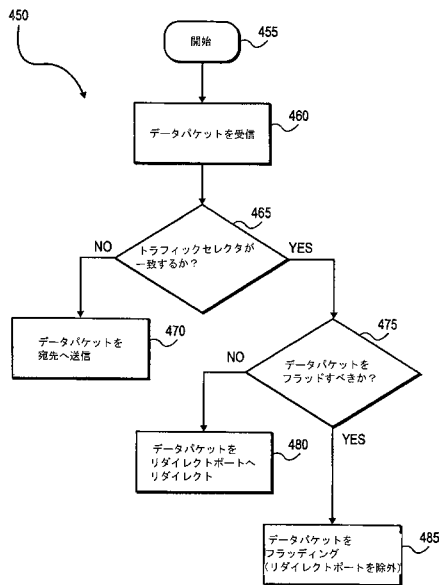 450
開始
455
データパケットを受信
460
トラフィックセレクタが
一致するか?
465
NO
YES
データパケットを
宛先へ送信
470
データパケットを
フラッドすべきか?
475
NO
YES
データパケットを
リダイレクトポートへ
リダイレクト
480
データパケットを
フラッディング
(リダイレクトポートを除外)
485